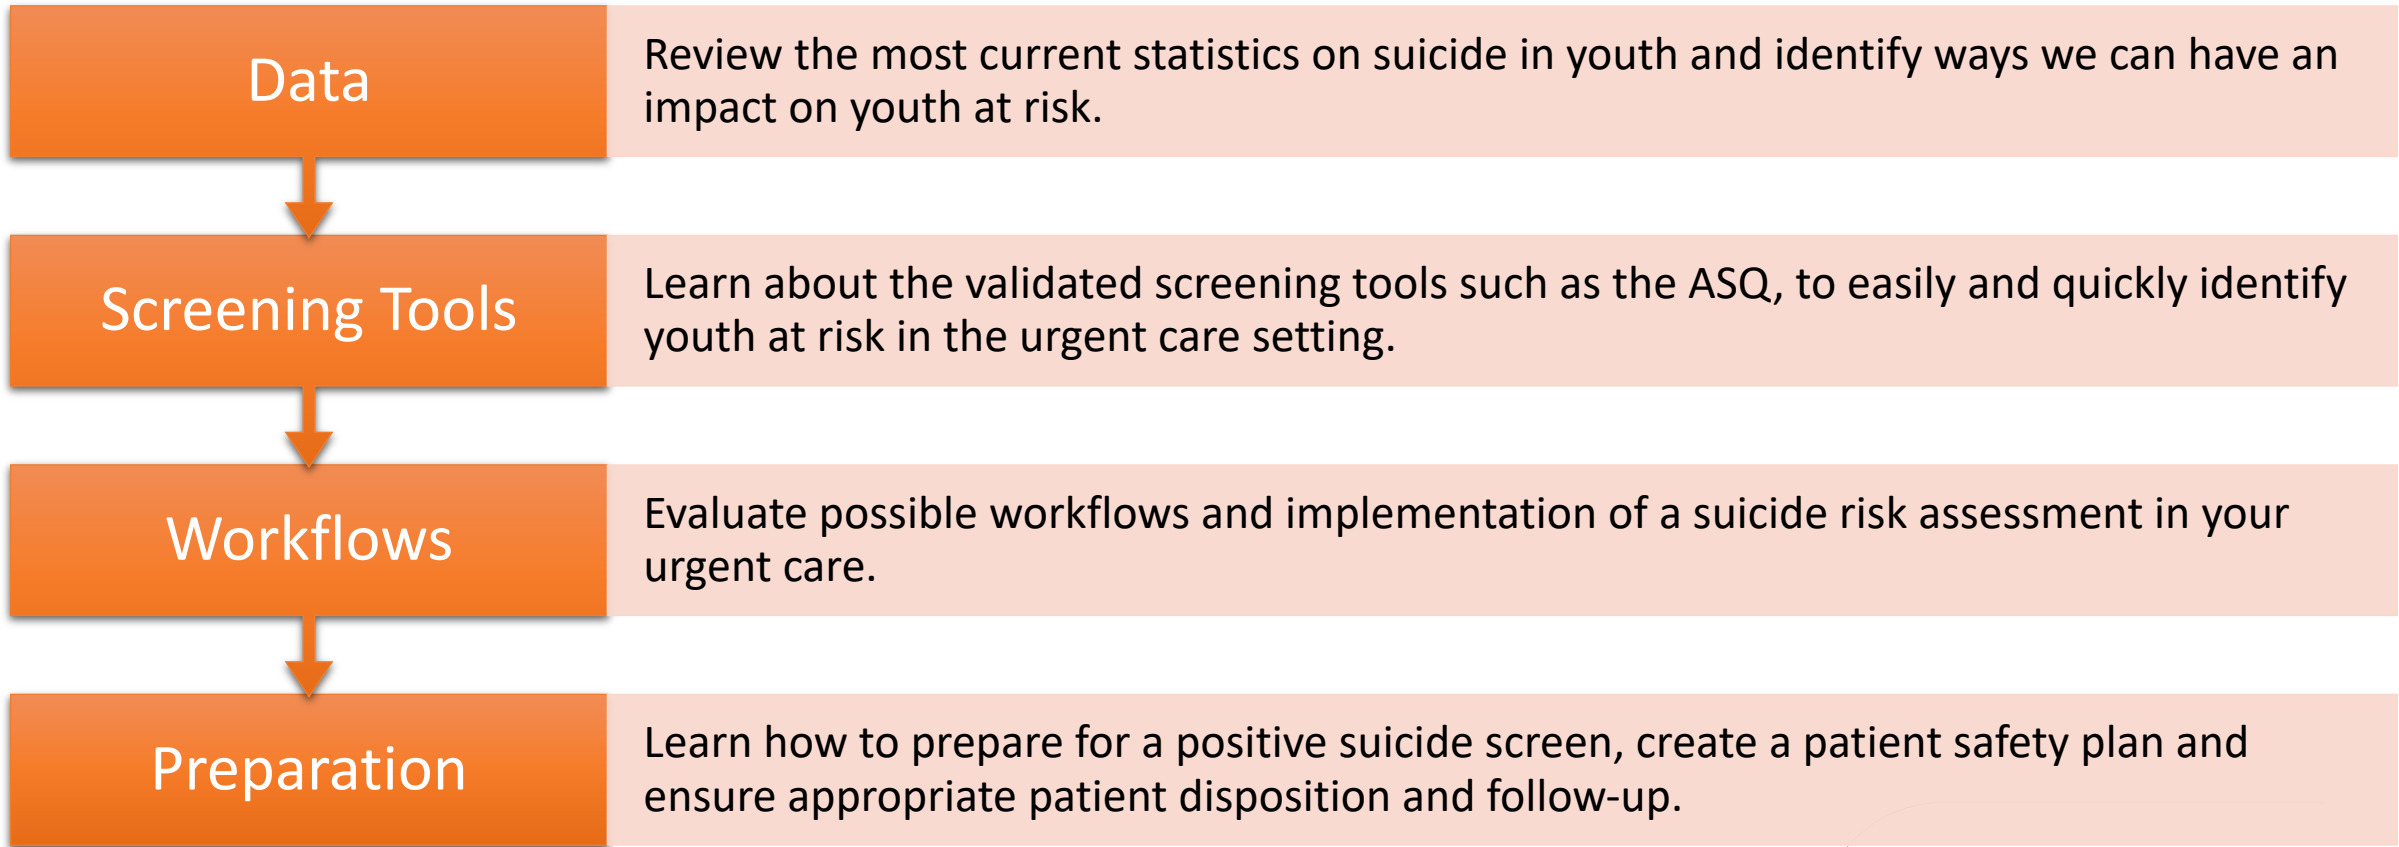 Data
Review the most current statistics on suicide in youth and identify ways we can have an
impact on youth at risk.
Screening Tools
Learn about the validated screening tools such as the ASQ, to easily and quickly identify
youth at risk in the urgent care setting.
Workflows
Evaluate possible workflows and implementation of a suicide risk assessment in your
urgent care.
Preparation
Learn how to prepare for a positive suicide screen, create a patient safety plan and
ensure appropriate patient disposition and follow-up.